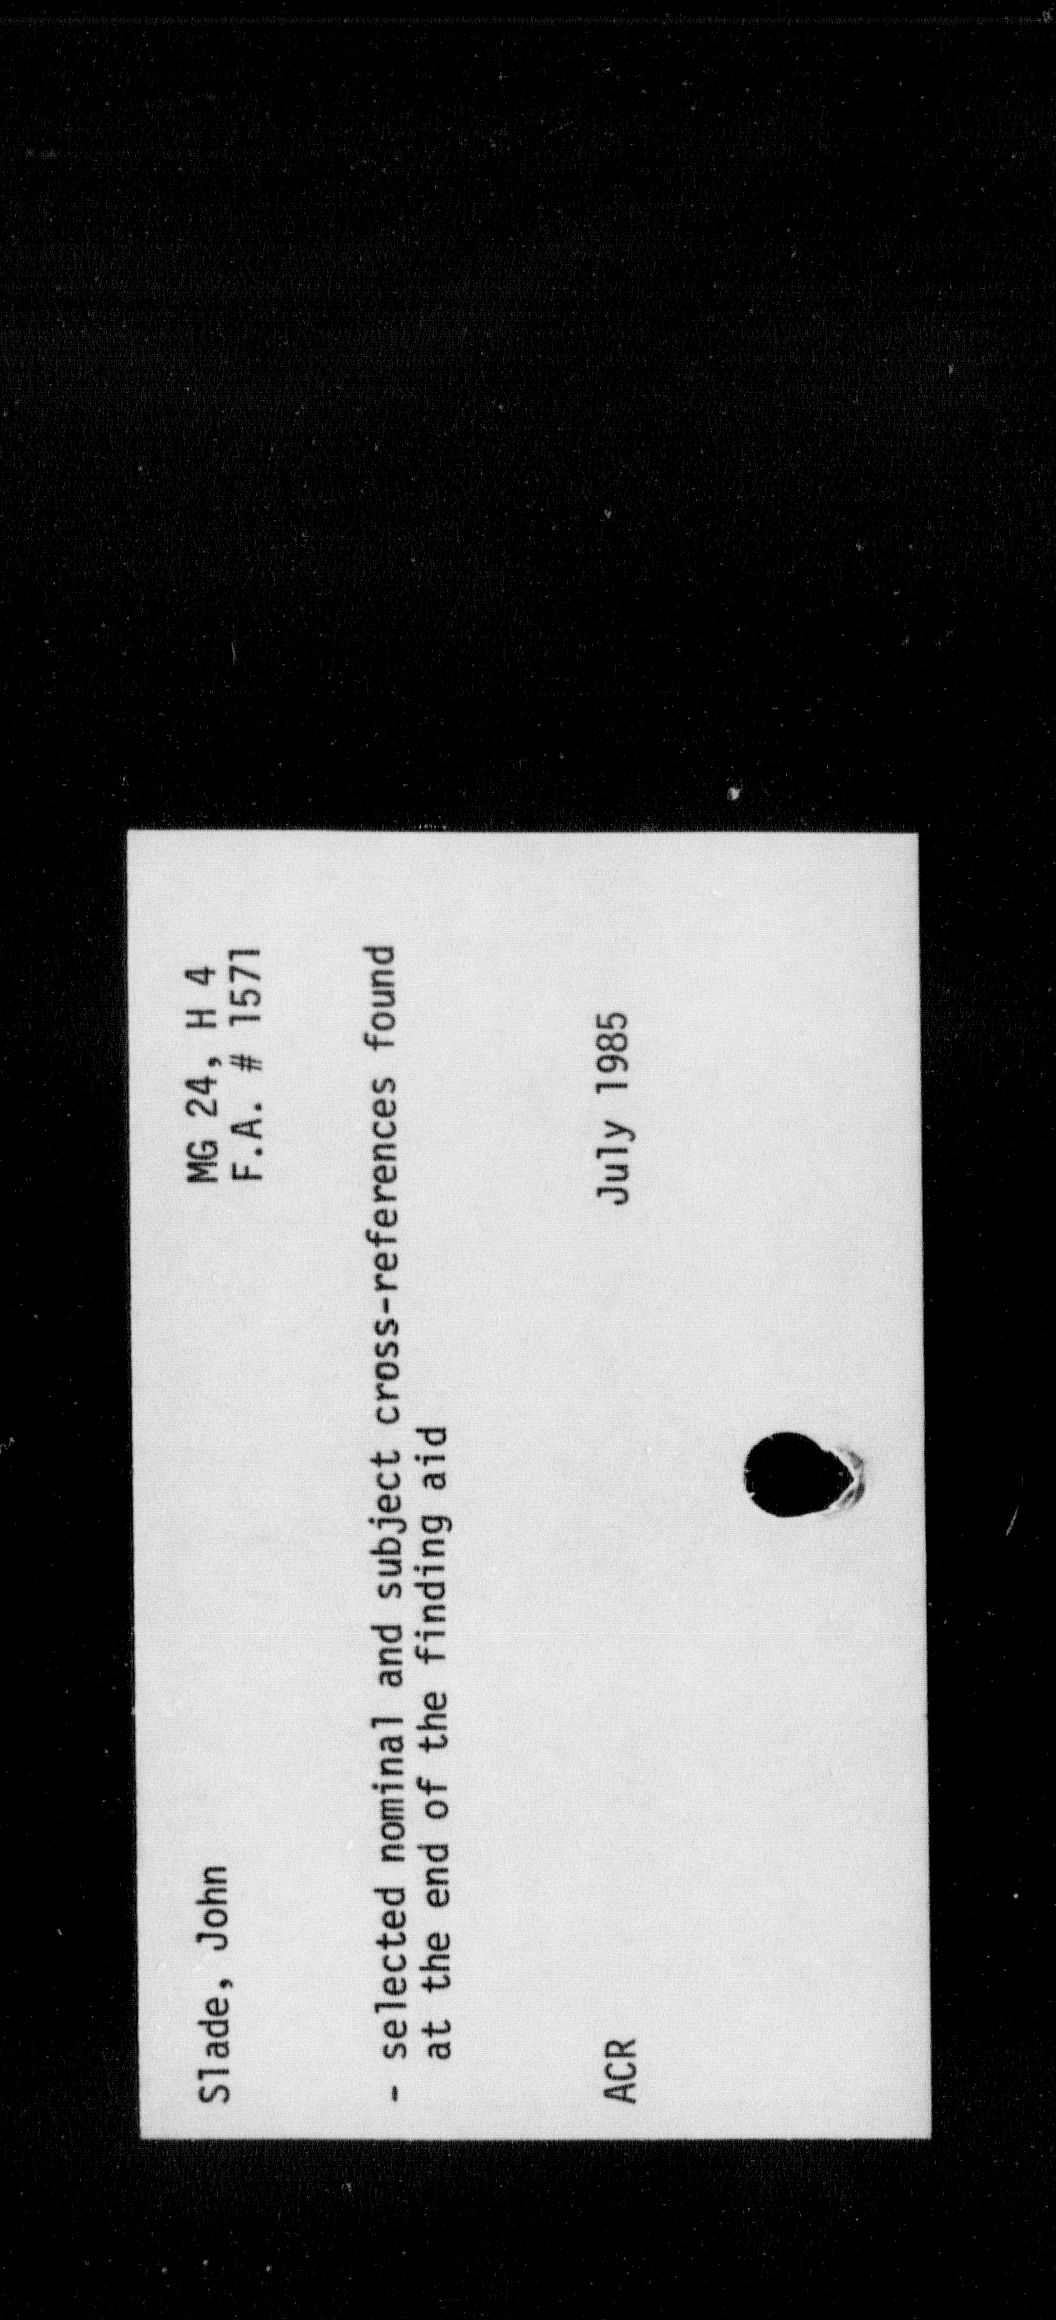 Slade, John MG 24, H 4
F.A. # 1571
- selected nominal and subject cross-references found
at the end of the finding aid
ACR July 1985